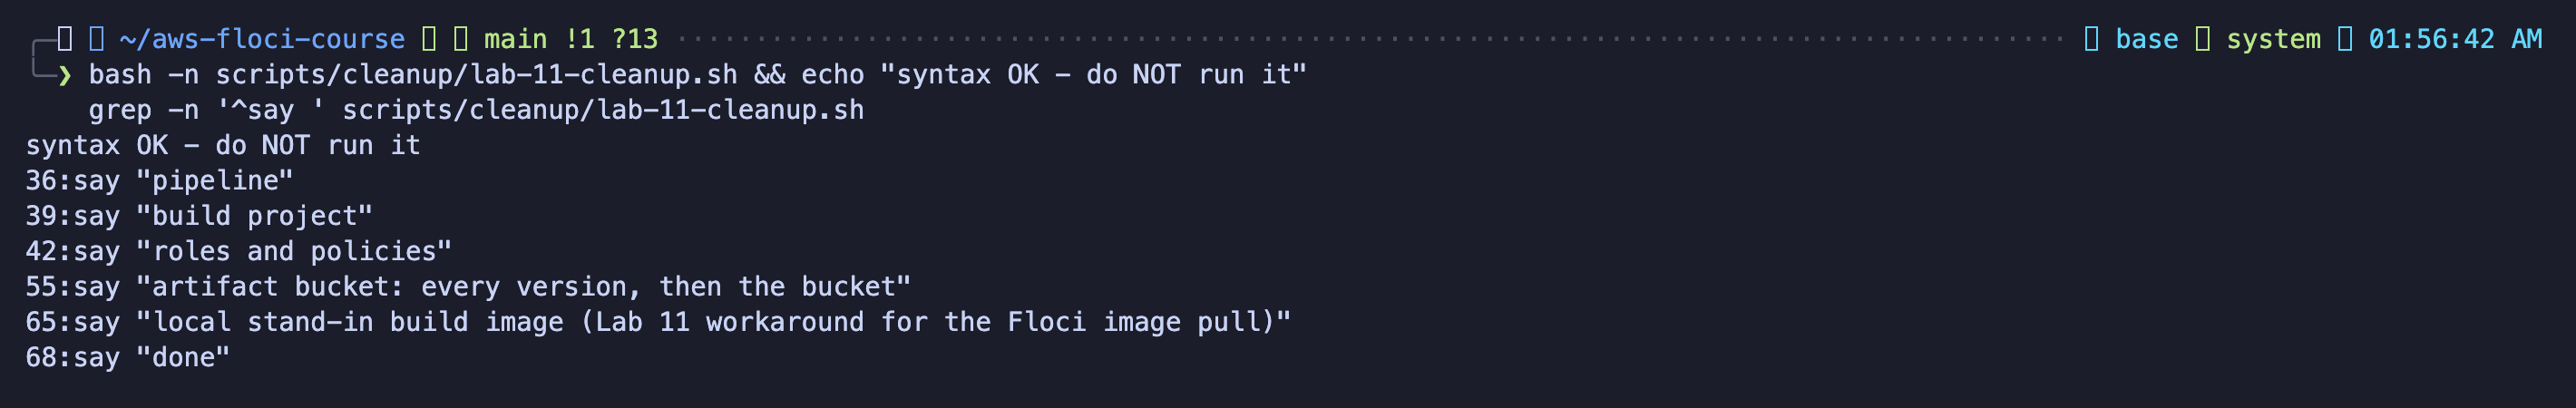 ~/aws-floci-course main !1 ?13 base system 01:56:42 AM
❯ bash -n scripts/cleanup/lab-11-cleanup.sh && echo "syntax OK - do NOT run it"
grep -n '^say ' scripts/cleanup/lab-11-cleanup.sh
syntax OK - do NOT run it
36:say "pipeline"
39:say "build project"
42:say "roles and policies"
55:say "artifact bucket: every version, then the bucket"
65:say "local stand-in build image (Lab 11 workaround for the Floci image pull)"
68:say "done"